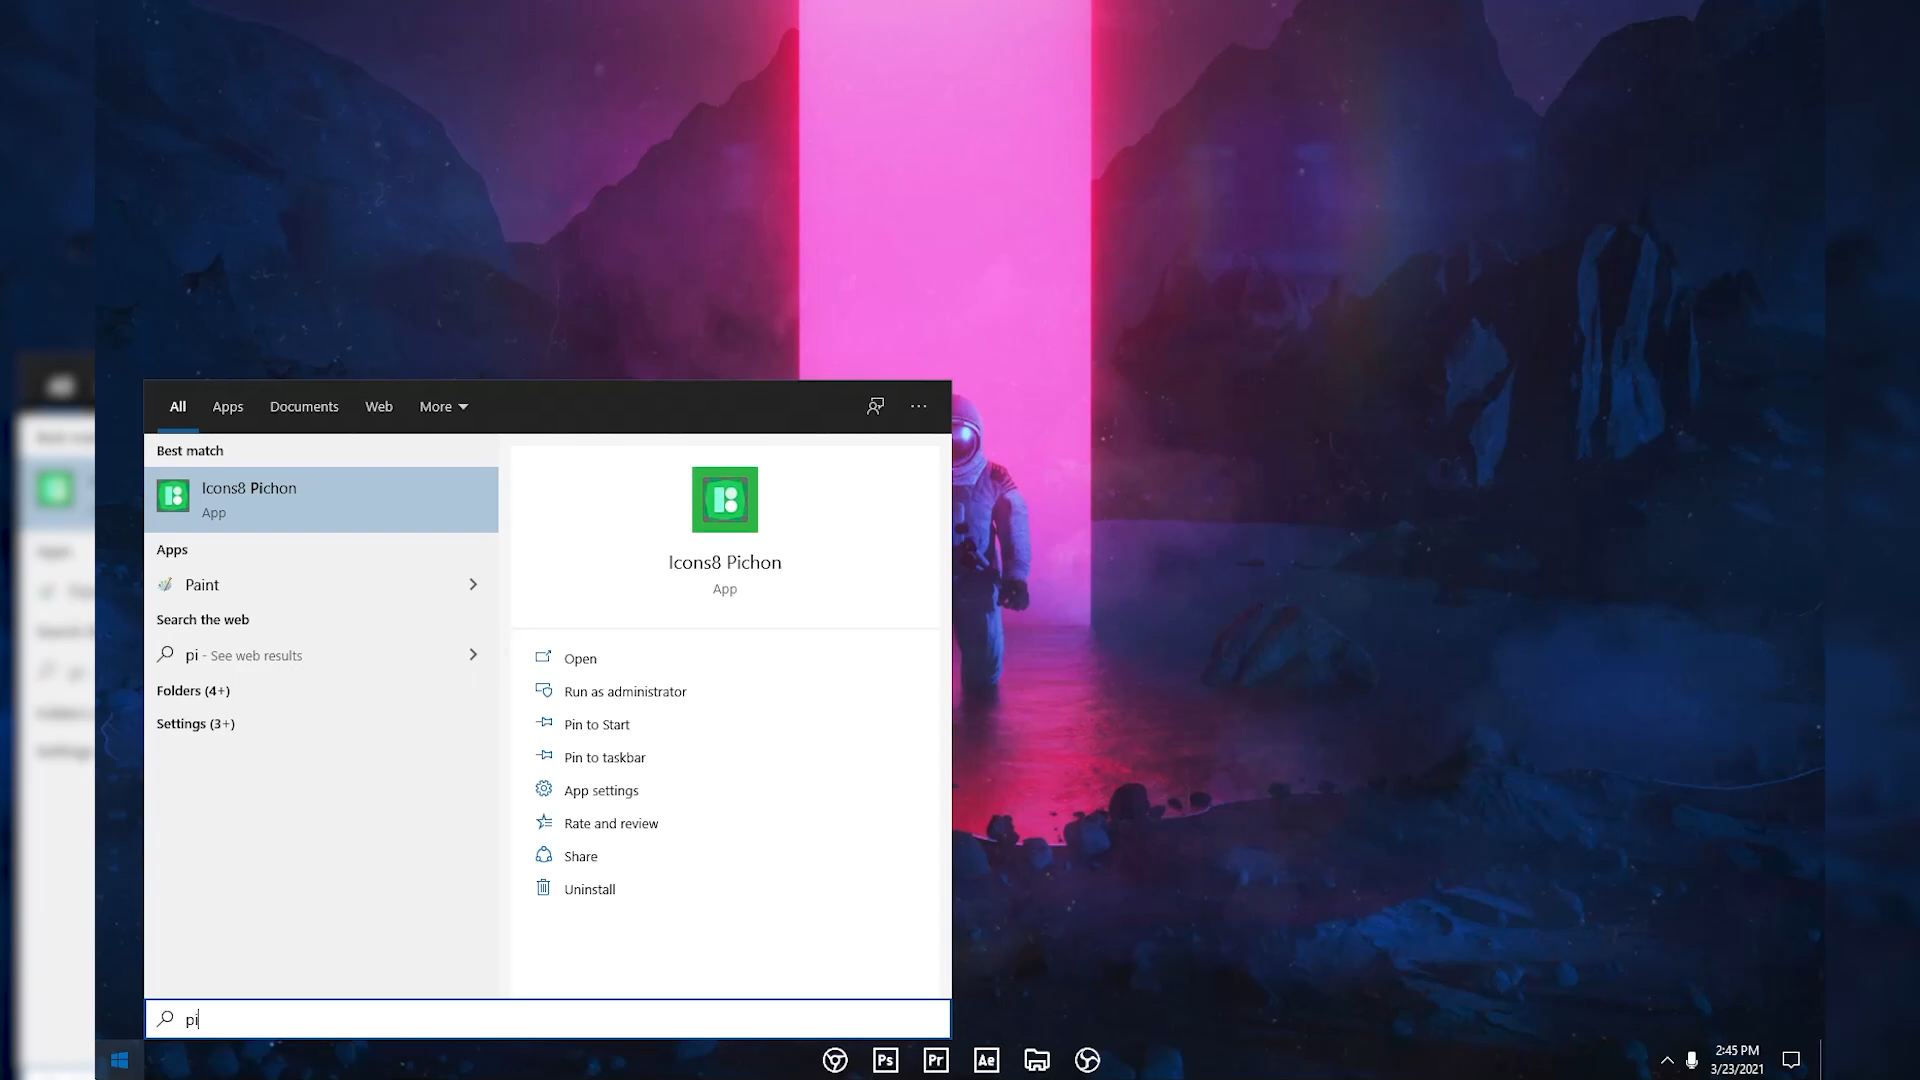 All Apps Documents Web More
Best match
Icons8 Pichon
App
Apps
Paint
Search the web
pi - See web results
Folders (4+)
Settings (3+)
Icons8 Pichon
App
Open
Run as administrator
Pin to Start
Pin to taskbar
App settings
Rate and review
Share
Uninstall
pi
Ps Pr Ae
2:45 PM
3/23/2021